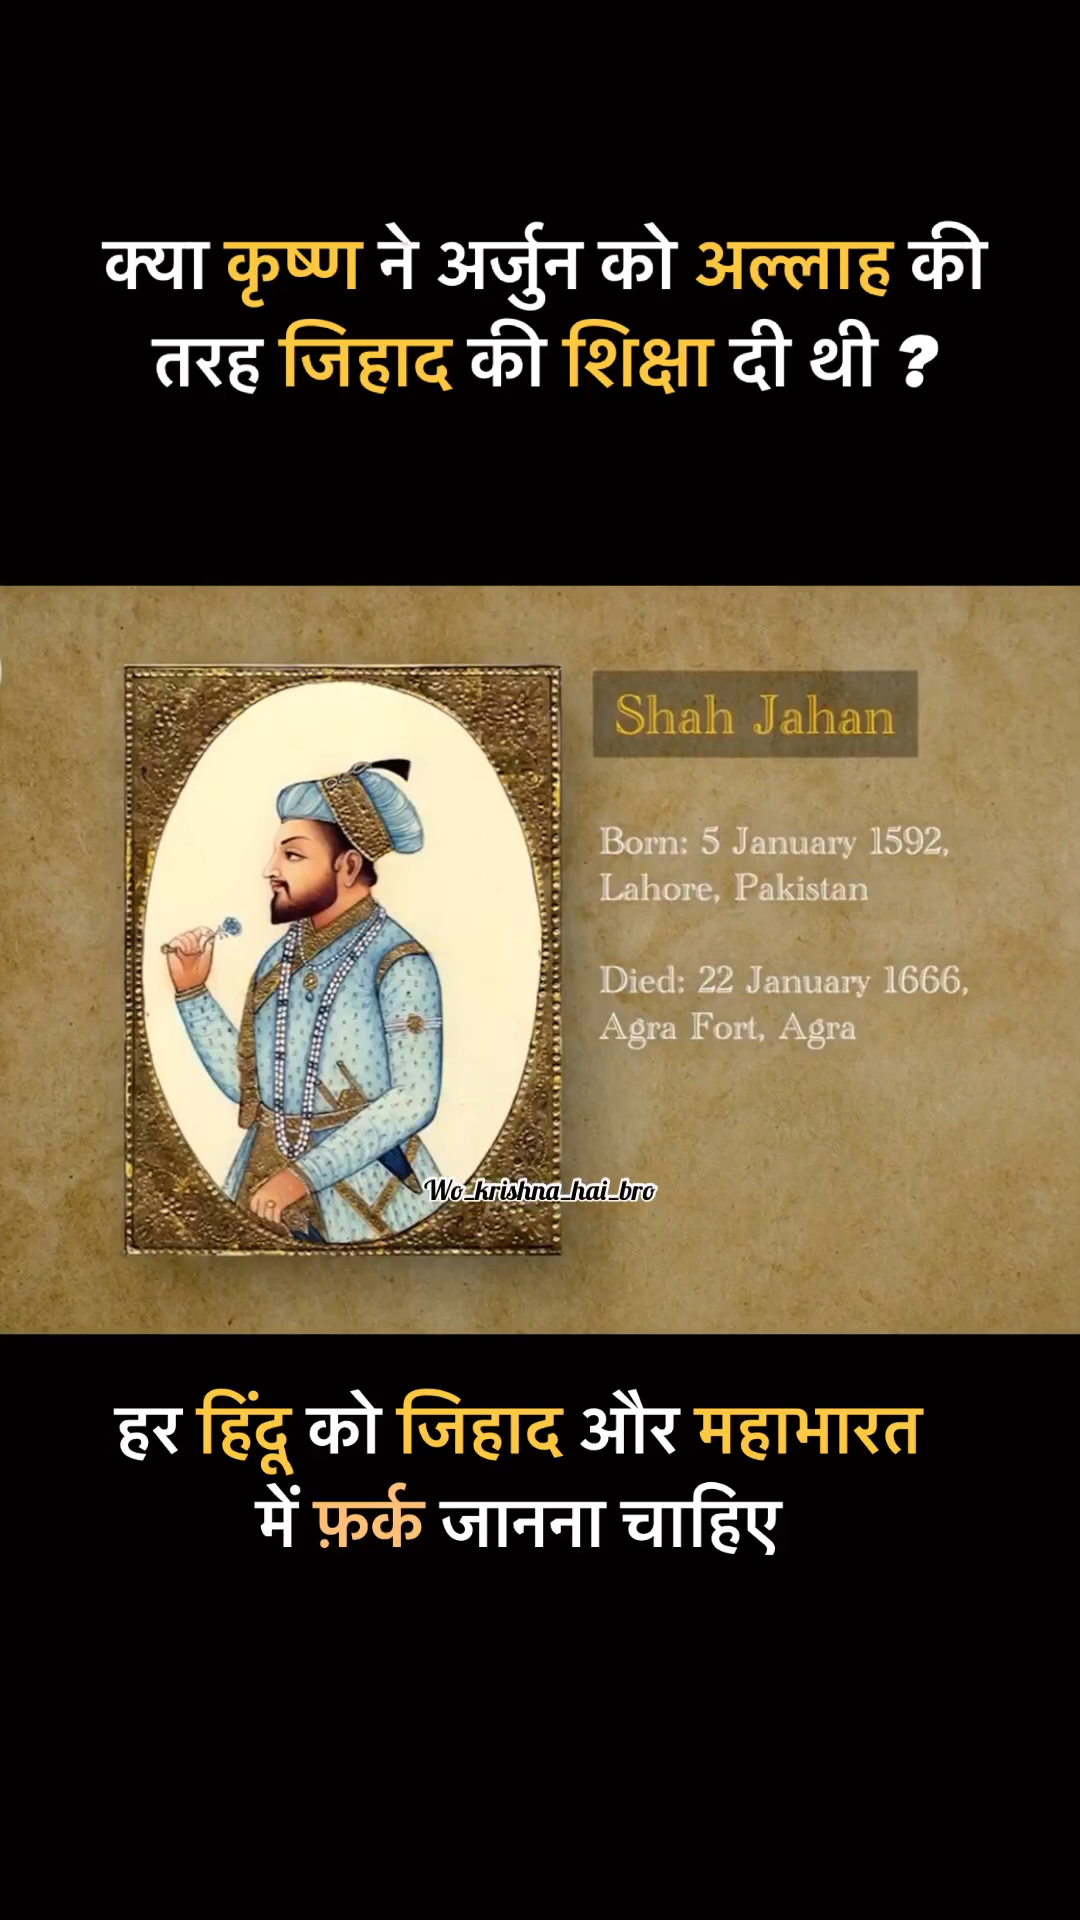 क्या कृष्ण ने अर्जुन को अल्लाह की
तरह जिहाद की शिक्षा दी थी ?
Shah Jahan
Born: 5 January 1592,
Lahore, Pakistan
Died: 22 January 1666,
Agra Fort, Agra
Wo_krishna_hai_bro
हर हिंदू को जिहाद और महाभारत
में फ़र्क जानना चाहिए